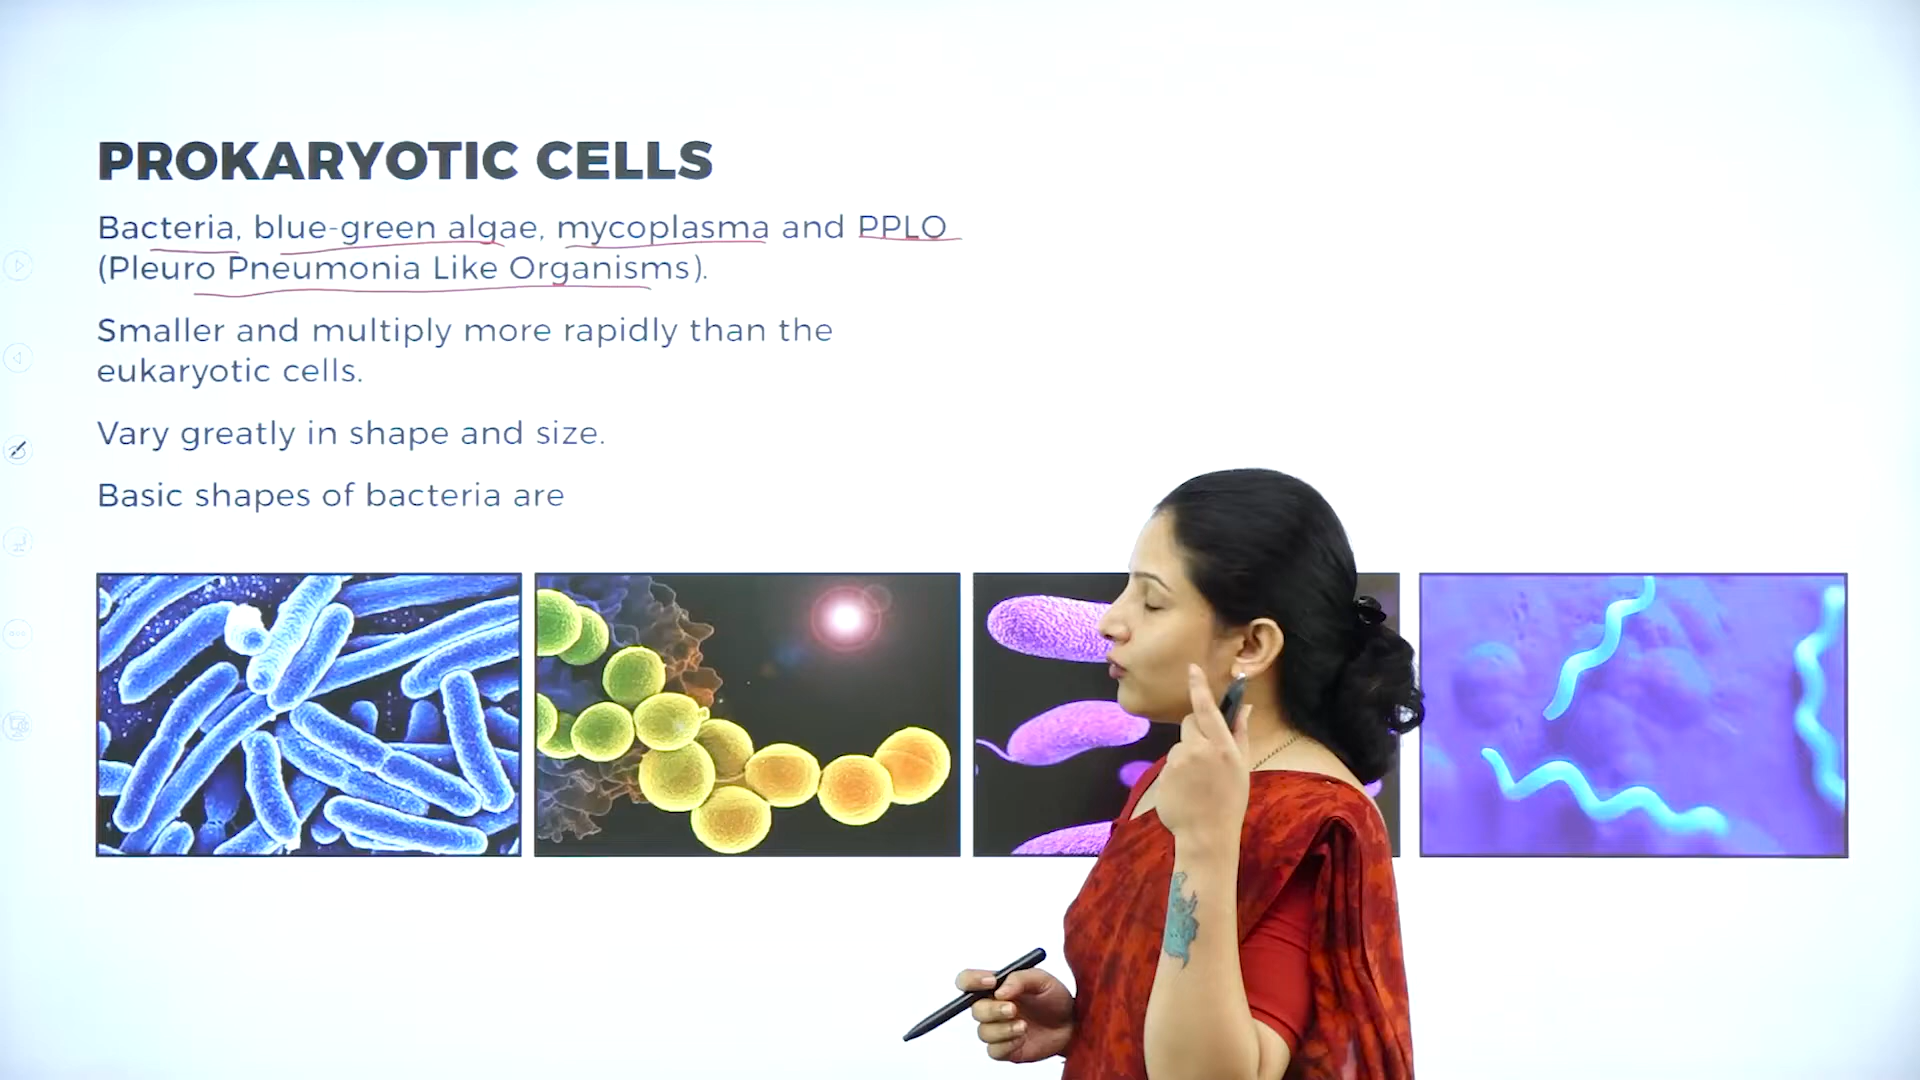 PROKARYOTIC CELLS
Bacteria, blue-green algae, mycoplasma and PPLO
(Pleuro Pneumonia Like Organisms).
Smaller and multiply more rapidly than the
eukaryotic cells.
Vary greatly in shape and size.
Basic shapes of bacteria are